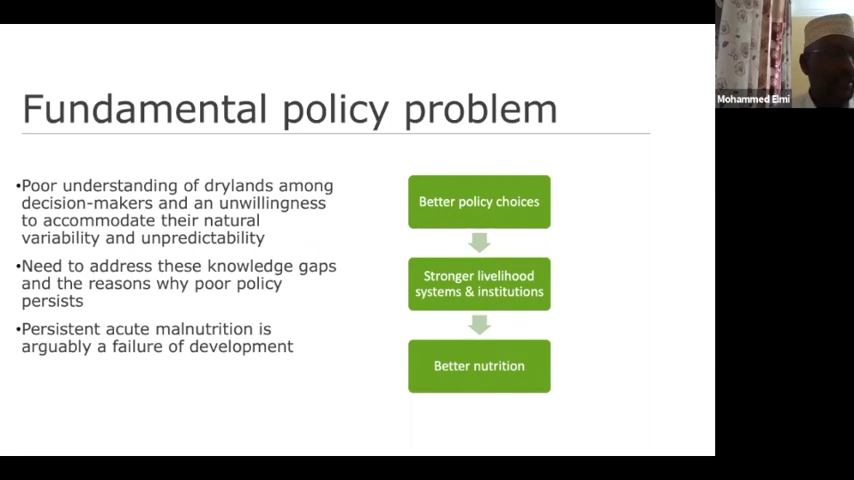 Fundamental policy problem
•Poor understanding of drylands among
decision-makers and an unwillingness
to accommodate their natural
variability and unpredictability
•Need to address these knowledge gaps
and the reasons why poor policy
persists
•Persistent acute malnutrition is
arguably a failure of development
Better policy choices
Stronger livelihood
systems & institutions
Better nutrition
Mohammed Elmi